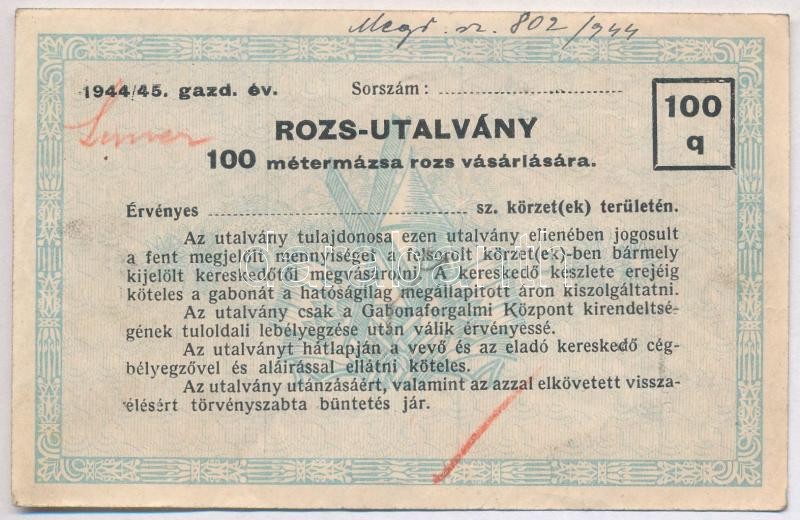 Megr. sz. 802/944
1944/45. gazd. év. Sorszám:
100
q
ROZS-UTALVÁNY
100 métermázsa rozs vásárlására.
Érvényes sz. körzet(ek) területén.
Az utalvány tulajdonosa ezen utalvány ellenében jogosult
a fent megjelölt mennyiséget a felsorolt körzet(ek)-ben bármely
kijelölt kereskedőtől megvásárolni. A kereskedő készlete erejéig
köteles a gabonát a hatóságilag megállapított áron kiszolgáltatni.
Az utalvány csak a Gabonaforgalmi Központ kirendeltsé-
gének tuloldali lebélyegzése után válik érvényessé.
Az utalványt hátlapján a vevő és az eladó kereskedő cég-
bélyegzővel és aláirással ellátni köteles.
Az utalvány utánzásáért, valamint az azzal elkövetett vissza-
élésért törvényszabta büntetés jár.